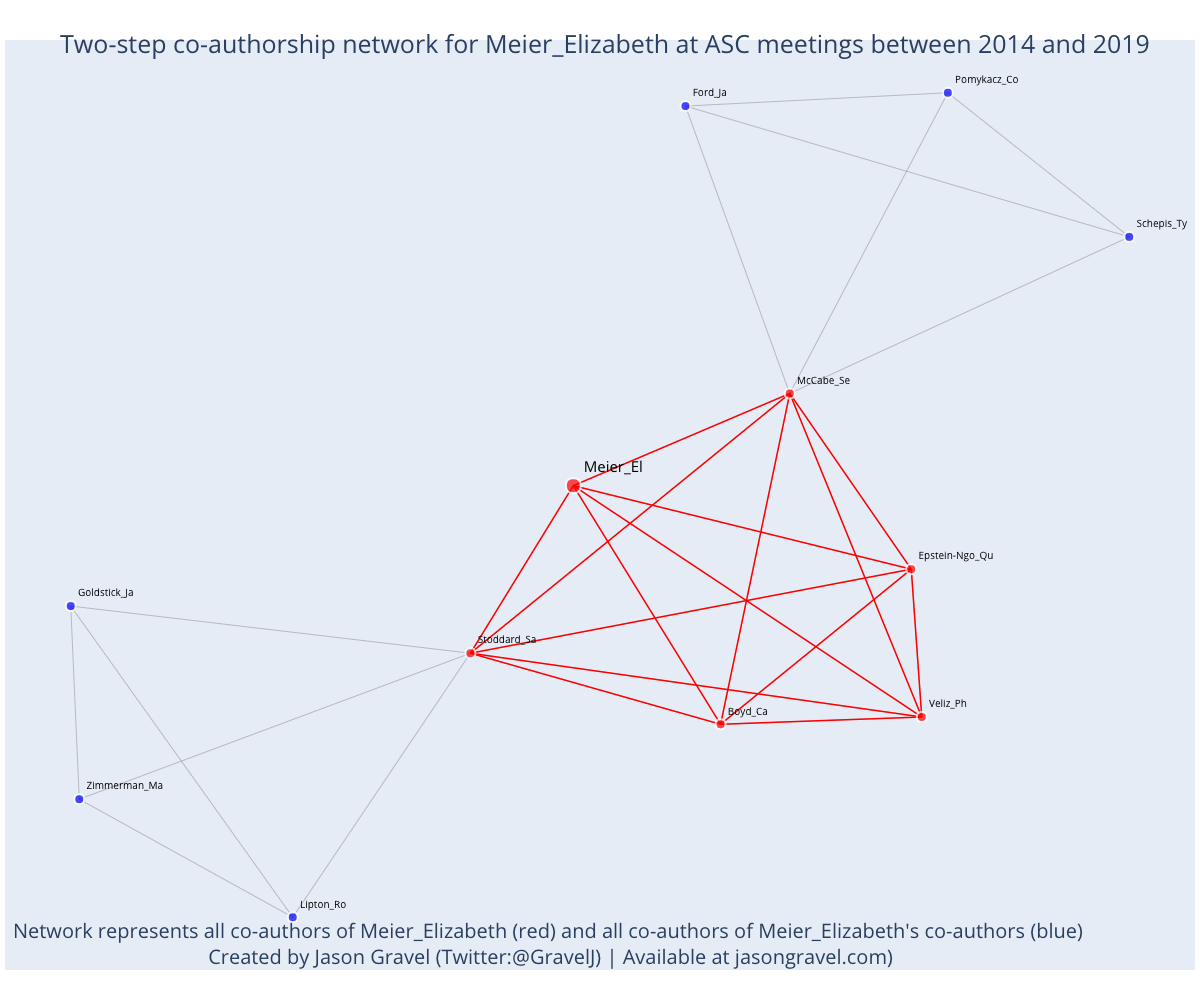 Two-step co-authorship network for Meier_Elizabeth at ASC meetings between 2014 and 2019
Pomykacz_Co
Ford_Ja
Schepis_Ty
McCabe_Se
Meier_El
Epstein-Ngo_Qu
Goldstick_Ja
Stoddard_Sa
Veliz_Ph
Boyd_Ca
Zimmerman_Ma
Lipton_Ro
Network represents all co-authors of Meier_Elizabeth (red) and all co-authors of Meier_Elizabeth's co-authors (blue)
Created by Jason Gravel (Twitter:@GravelJ) | Available at jasongravel.com)